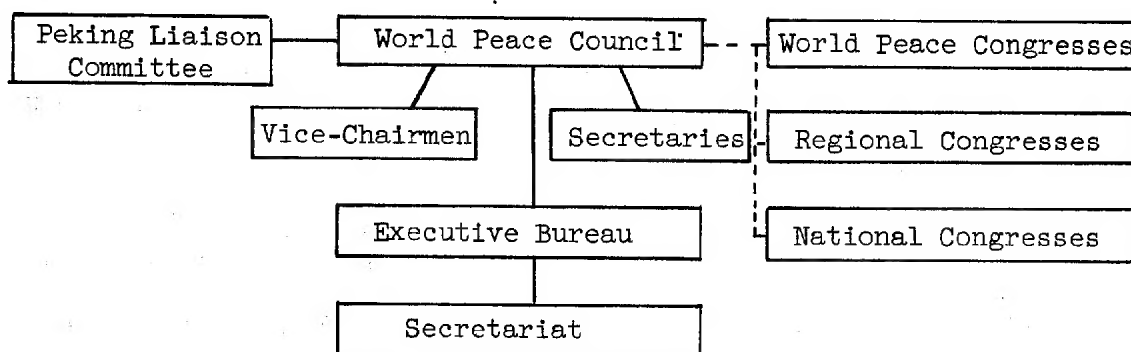 Peking Liaison
Committee
World Peace Council
World Peace Congresses
Vice-Chairmen
Secretaries
Regional Congresses
Executive Bureau
National Congresses
Secretariat